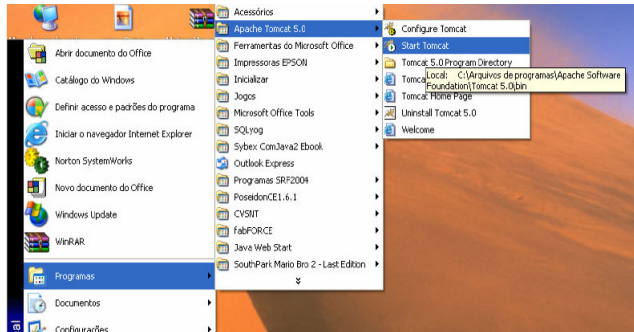 Abrir documento do Office
Catálogo do Windows
Definir acesso e padrões do programa
Iniciar o navegador Internet Explorer
Norton SystemWorks
Novo documento do Office
Windows Update
WinRAR
Programas
Documentos
Configurações
Acessórios
Apache Tomcat 5.0
Ferramentas do Microsoft Office
Impressoras EPSON
Inicializar
Jogos
Microsoft Office Tools
SQLyog
Sybex ComJava2 Ebook
Outlook Express
Programas SRF2004
PoseidonCE1.6.1
CVSNT
fabFORCE
Java Web Start
SouthPark Mario Bro 2 - Last Edition
Configure Tomcat
Start Tomcat
Tomcat 5.0 Program Directory
Tomca
Local: C:\Arquivos de programas\Apache Software
Foundation\Tomcat 5.0\bin
Tomcat Home Page
Uninstall Tomcat 5.0
Welcome
al